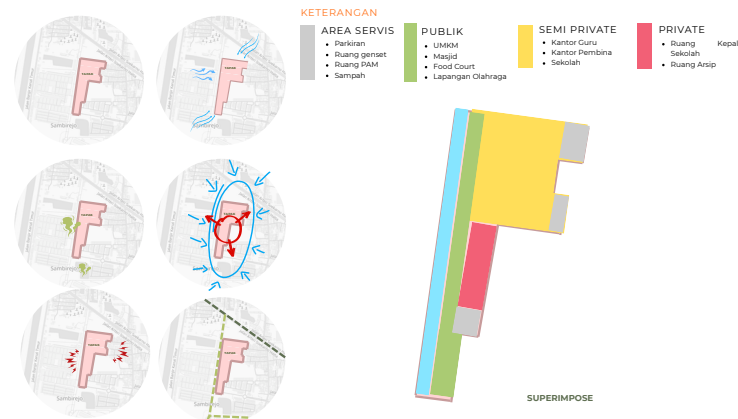 KETERANGAN
AREA SERVIS
Parkiran
Ruang genset
Ruang PAM
Sampah
PUBLIK
UMKM
Masjid
Food Court
Lapangan Olahraga
SEMI PRIVATE
Kantor Guru
Kantor Pembina
Sekolah
PRIVATE
Ruang Kepal
Sekolah
Ruang Arsip
Sambirejo
SUPERIMPOSE